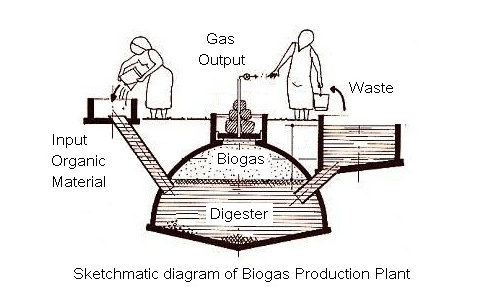 Gas
Output
Waste
Input
Organic
Material
Biogas
Digester
Sketchmatic diagram of Biogas Production Plant